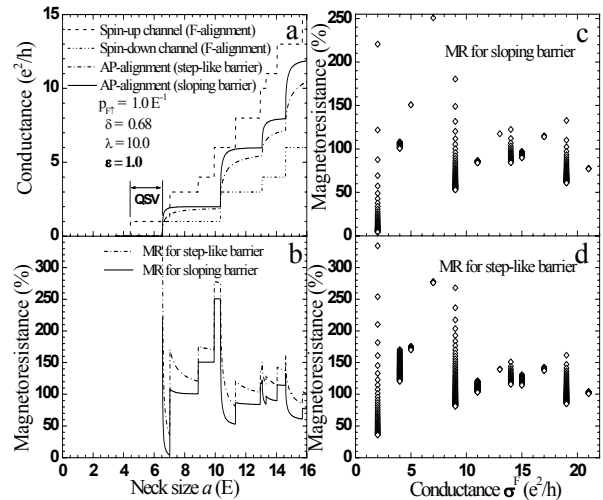 a
Spin-up channel (F-alignment)
Spin-down channel (F-alignment)
AP-alignment (step-like barrier)
AP-alignment (sloping barrier)
p_F↑ = 1.0 E⁻¹
δ = 0.68
λ = 10.0
ε = 1.0
QSV
Conductance (e²/h)
15
10
5
0
b
MR for step-like barrier
MR for sloping barrier
Magnetoresistance (%)
300
250
200
150
100
50
0
0 2 4 6 8 10 12 14 16
Neck size a (E)
c
MR for sloping barrier
Magnetoresistance (%)
250
200
150
100
50
0
d
MR for step-like barrier
Magnetoresistance (%)
300
250
200
150
100
50
0
0 5 10 15 20
Conductance σ^F (e²/h)